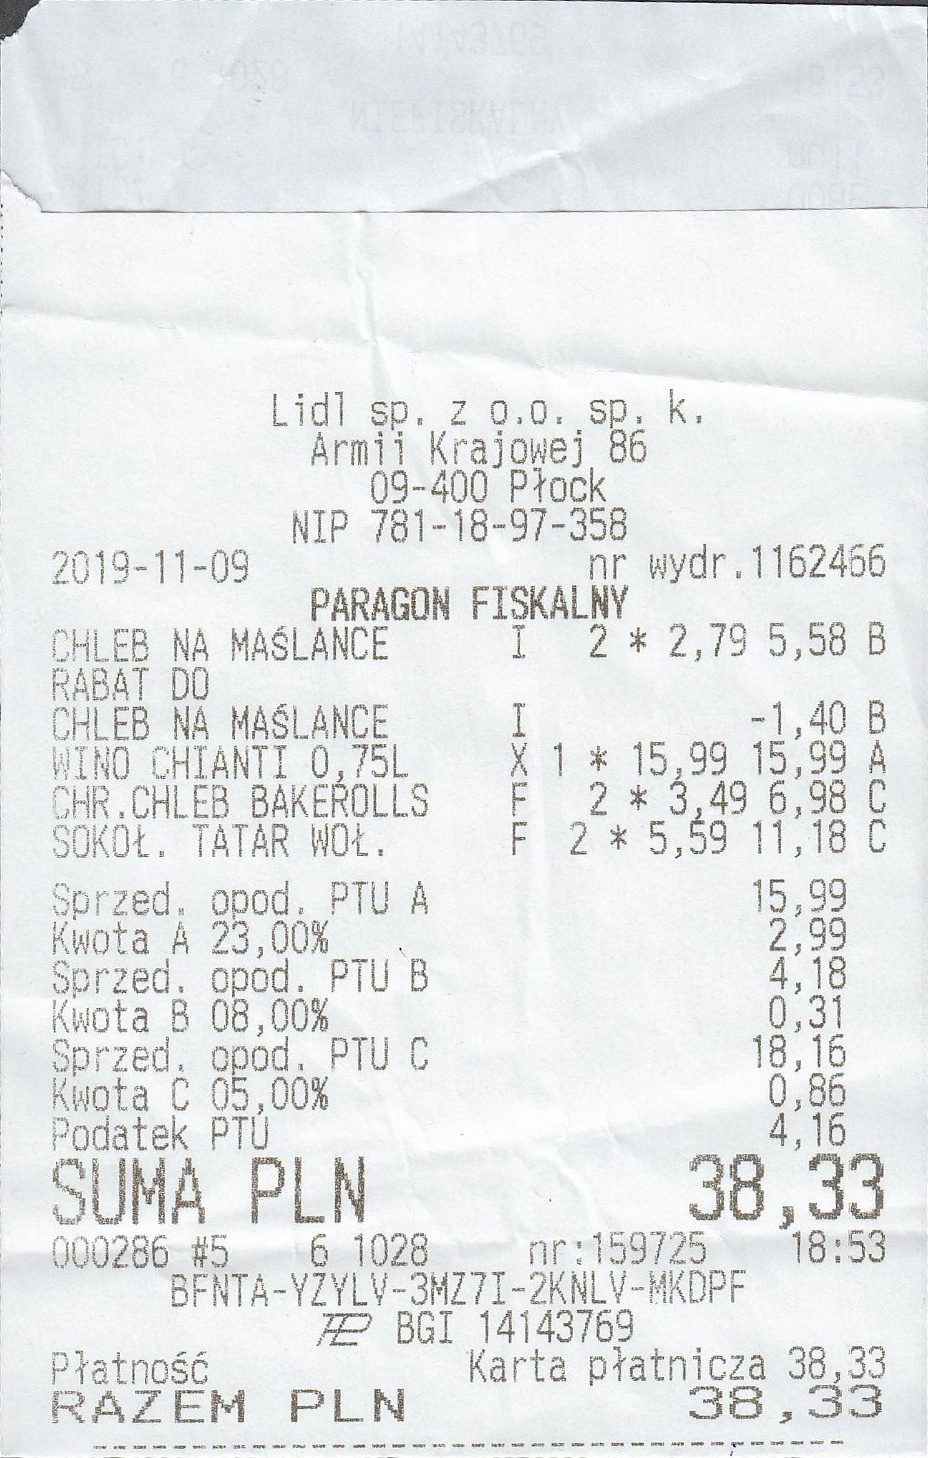 Lidl sp. z o.o. sp. k.
Armii Krajowej 86
09-400 Płock
NIP 781-18-97-358
2019-11-09 nr wydr.1162466
PARAGON FISKALNY
CHLEB NA MAŚLANCE I 2 * 2,79 5,58 B
RABAT DO
CHLEB NA MAŚLANCE I -1,40 B
WINO CHIANTI 0,75L X 1 * 15,99 15,99 A
CHR.CHLEB BAKEROLLS F 2 * 3,49 6,98 C
SOKOŁ. TATAR WOŁ. F 2 * 5,59 11,18 C
Sprzed. opod. PTU A 15,99
Kwota A 23,00% 2,99
Sprzed. opod. PTU B 4,18
Kwota B 08,00% 0,31
Sprzed. opod. PTU C 18,16
Kwota C 05,00% 0,86
Podatek PTU 4,16
SUMA PLN 38,33
000286 #5 6 1028 nr:159725 18:53
BFNTA-YZYLV-3MZ7I-2KNLV-MKDPF
BGI 14143769
Płatność Karta płatnicza 38,33
RAZEM PLN 38,33